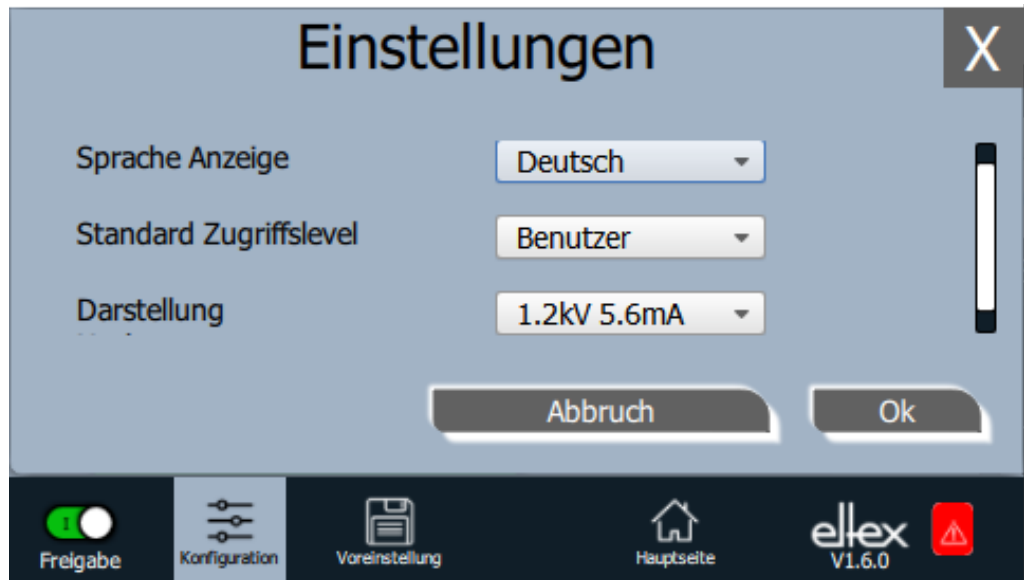 Einstellungen
X
Sprache Anzeige
Deutsch
Standard Zugriffslevel
Benutzer
Darstellung
1.2kV 5.6mA
Abbruch
Ok
I
Freigabe
Konfiguration
Voreinstellung
Hauptseite
eltex
V1.6.0